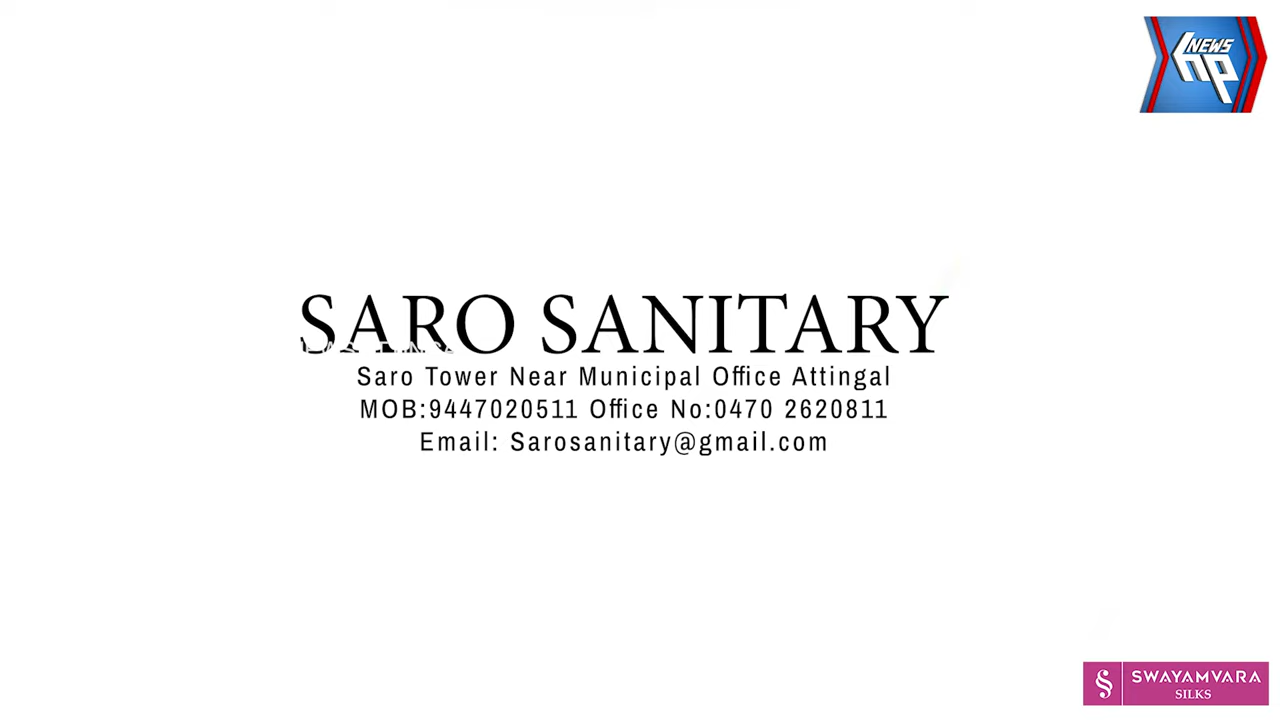 NEWS
SARO SANITARY
Saro Tower Near Municipal Office Attingal
MOB:9447020511 Office No:0470 2620811
Email: Sarosanitary@gmail.com
SWAYAMVARA
SILKS